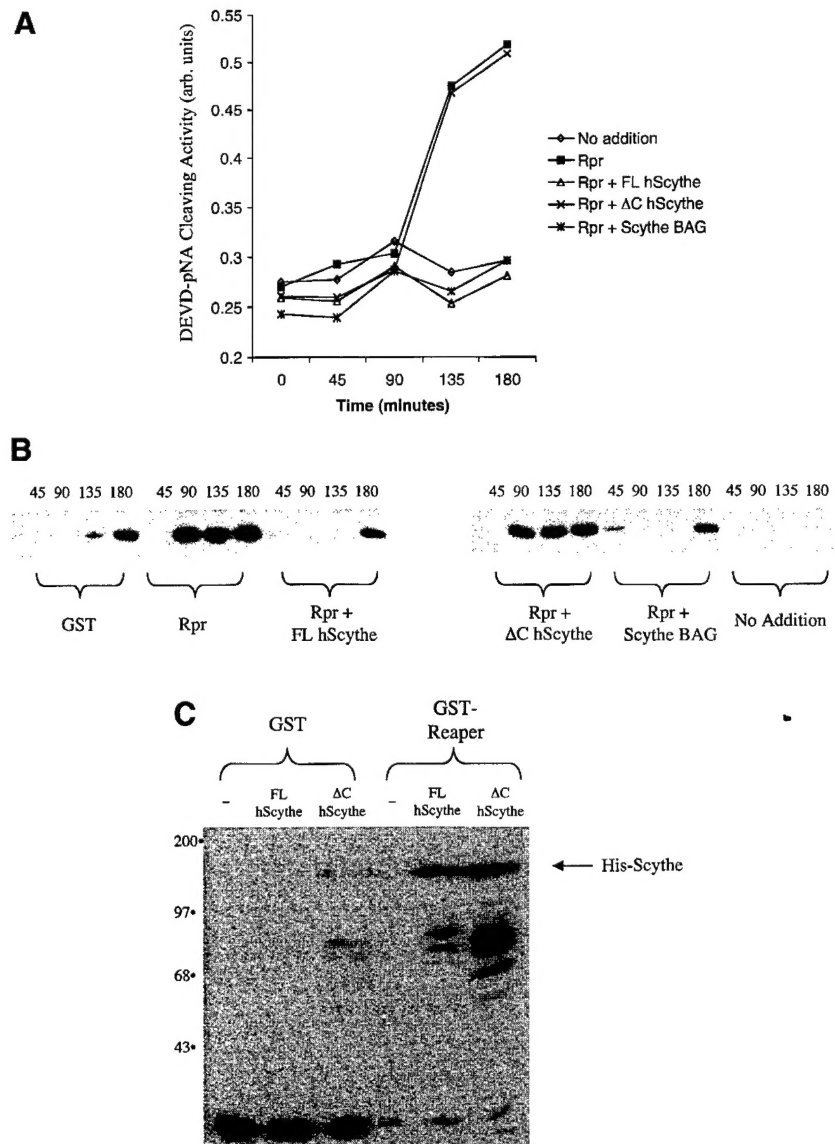 A
DEVD-pNA Cleaving Activity (arb. units)
0.55
0.5
0.45
0.4
0.35
0.3
0.25
0.2
0 45 90 135 180
Time (minutes)
No addition
Rpr
Rpr + FL hScythe
Rpr + ΔC hScythe
Rpr + Scythe BAG
B
45 90 135 180 45 90 135 180 45 90 135 180 45 90 135 180 45 90 135 180 45 90 135 180
GST
Rpr
Rpr +
FL hScythe
Rpr +
ΔC hScythe
Rpr +
Scythe BAG
No Addition
C
GST
GST-
Reaper
– FL
hScythe
ΔC
hScythe
– FL
hScythe
ΔC
hScythe
200•
97•
68•
43•
His-Scythe